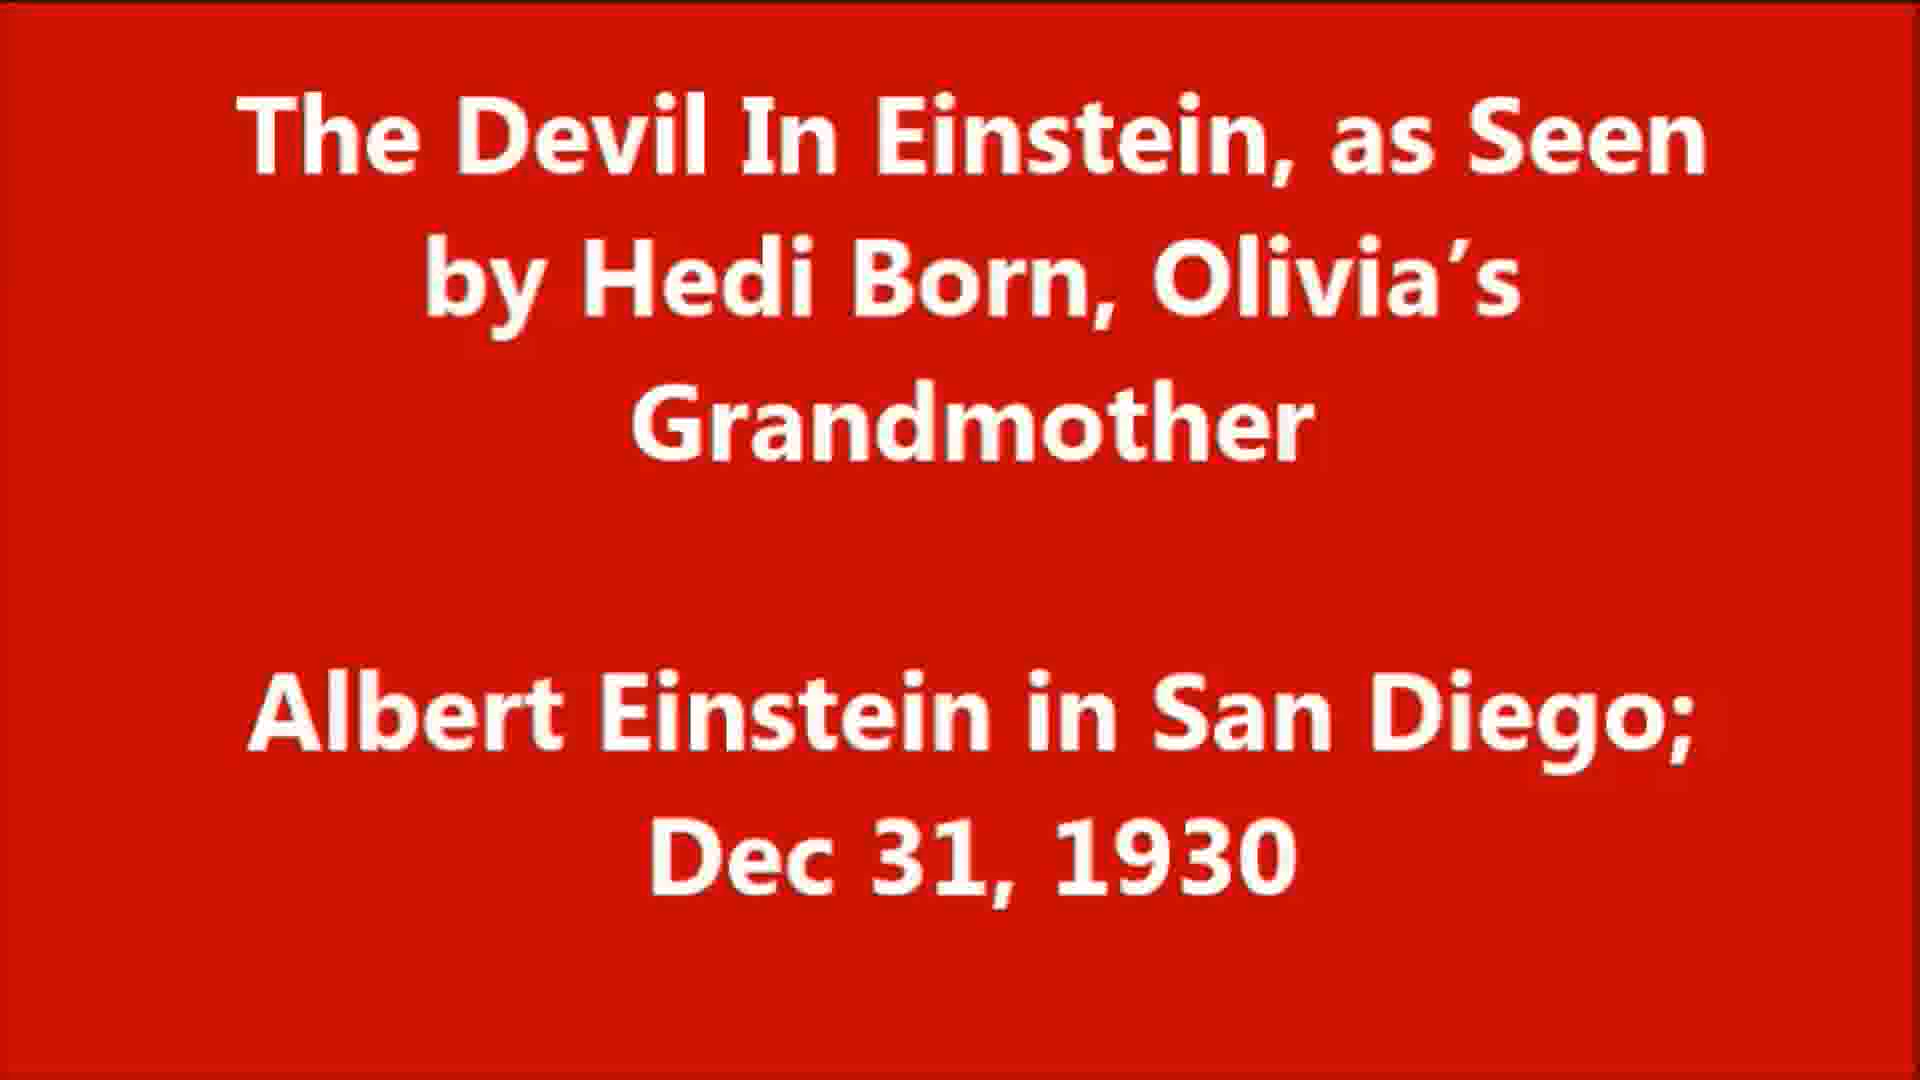 The Devil In Einstein, as Seen
by Hedi Born, Olivia’s
Grandmother
Albert Einstein in San Diego;
Dec 31, 1930